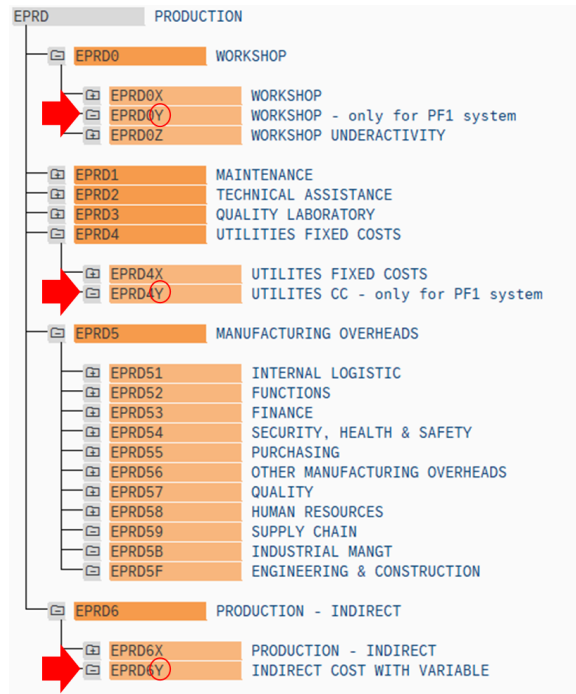 EPRD PRODUCTION
EPRD0 WORKSHOP
EPRD0X WORKSHOP
EPRD0Y WORKSHOP - only for PF1 system
EPRD0Z WORKSHOP UNDERACTIVITY
EPRD1 MAINTENANCE
EPRD2 TECHNICAL ASSISTANCE
EPRD3 QUALITY LABORATORY
EPRD4 UTILITIES FIXED COSTS
EPRD4X UTILITES FIXED COSTS
EPRD4Y UTILITES CC - only for PF1 system
EPRD5 MANUFACTURING OVERHEADS
EPRD51 INTERNAL LOGISTIC
EPRD52 FUNCTIONS
EPRD53 FINANCE
EPRD54 SECURITY, HEALTH & SAFETY
EPRD55 PURCHASING
EPRD56 OTHER MANUFACTURING OVERHEADS
EPRD57 QUALITY
EPRD58 HUMAN RESOURCES
EPRD59 SUPPLY CHAIN
EPRD5B INDUSTRIAL MANGT
EPRD5F ENGINEERING & CONSTRUCTION
EPRD6 PRODUCTION - INDIRECT
EPRD6X PRODUCTION - INDIRECT
EPRD6Y INDIRECT COST WITH VARIABLE